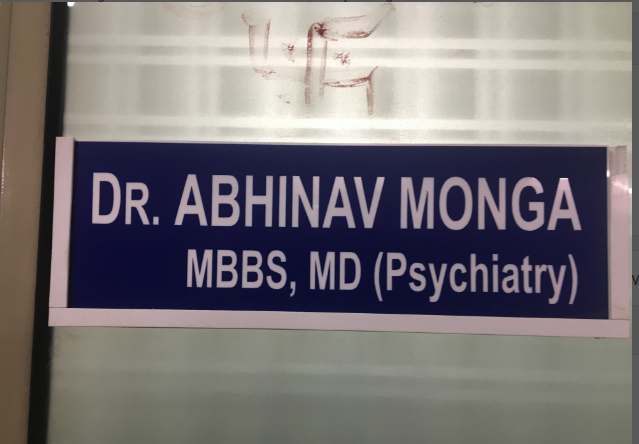 DR. ABHINAV MONGA
MBBS, MD (Psychiatry)